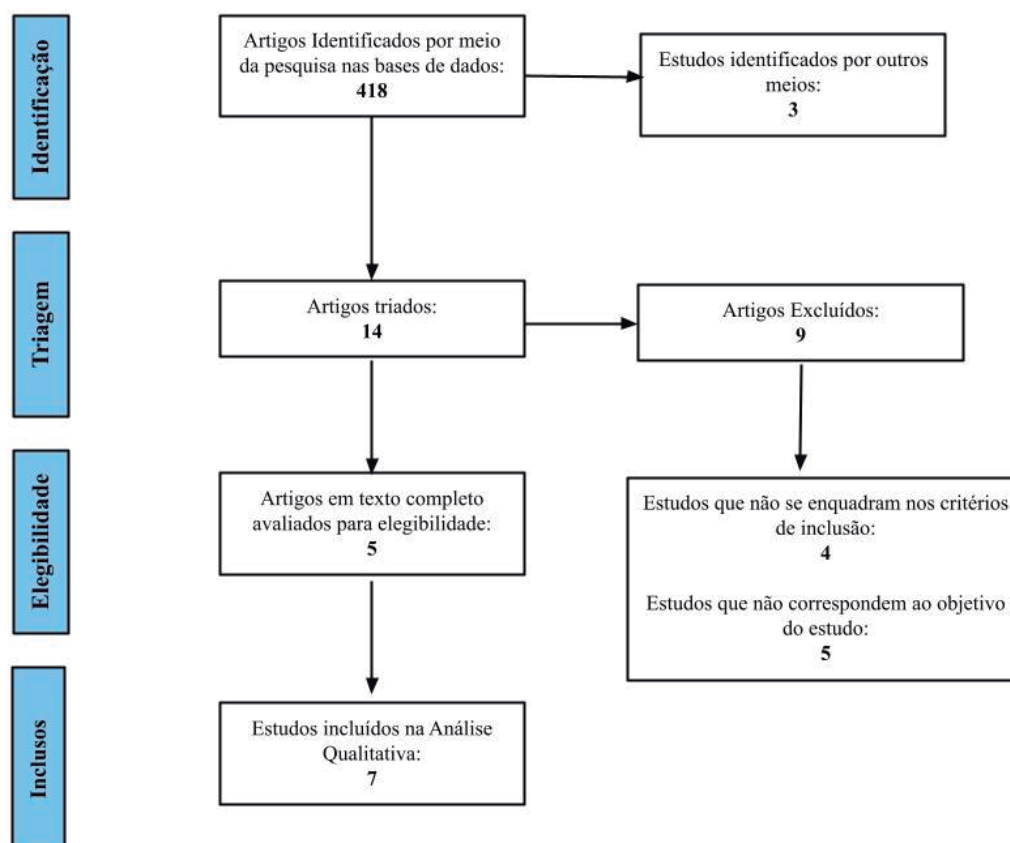 Identificação
Artigos Identificados por meio
da pesquisa nas bases de dados:
418
Estudos identificados por outros
meios:
3
Triagem
Artigos triados:
14
Artigos Excluídos:
9
Elegibilidade
Artigos em texto completo
avaliados para elegibilidade:
5
Estudos que não se enquadram nos critérios
de inclusão:
4
Estudos que não correspondem ao objetivo
do estudo:
5
Inclusos
Estudos incluídos na Análise
Qualitativa:
7